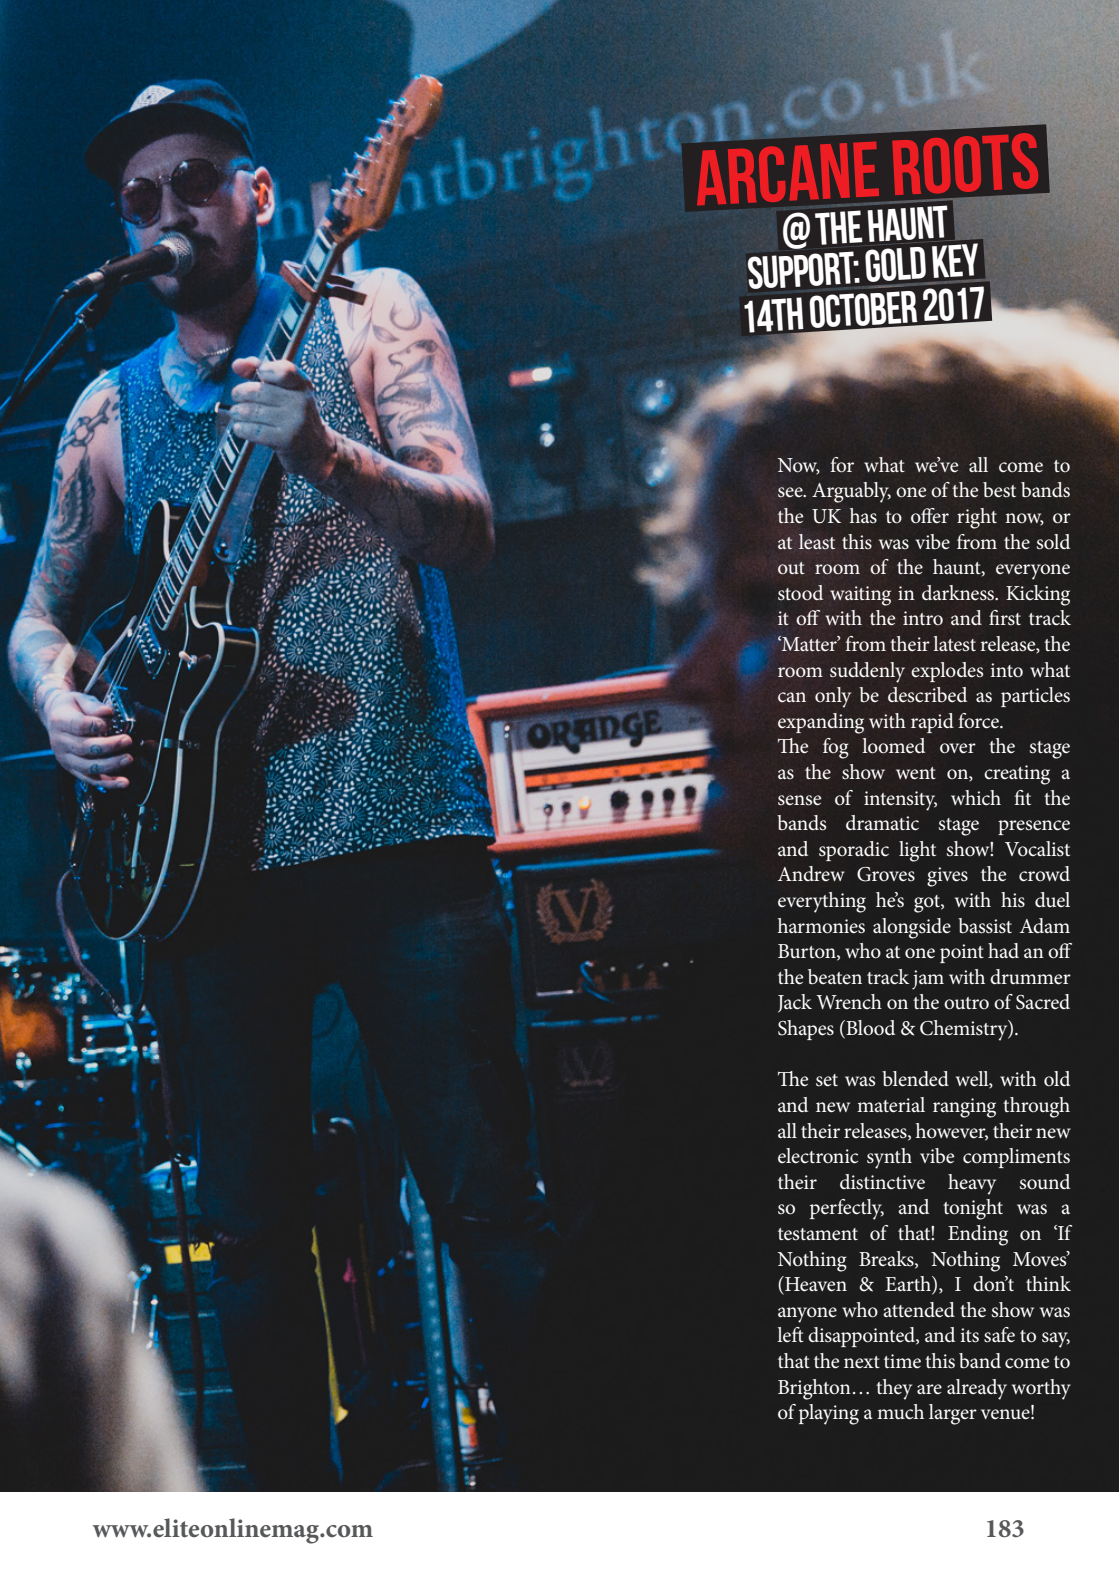 hauntbrighton.co.uk
ARCANE ROOTS
@ THE HAUNT
SUPPORT: GOLD KEY
14TH OCTOBER 2017
Now, for what we've all come to
see. Arguably, one of the best bands
the UK has to offer right now, or
at least this was vibe from the sold
out room of the haunt, everyone
stood waiting in darkness. Kicking
it off with the intro and first track
‘Matter’ from their latest release, the
room suddenly explodes into what
can only be described as particles
expanding with rapid force.
The fog loomed over the stage
as the show went on, creating a
sense of intensity, which fit the
bands dramatic stage presence
and sporadic light show! Vocalist
Andrew Groves gives the crowd
everything he's got, with his duel
harmonies alongside bassist Adam
Burton, who at one point had an off
the beaten track jam with drummer
Jack Wrench on the outro of Sacred
Shapes (Blood & Chemistry).
The set was blended well, with old
and new material ranging through
all their releases, however, their new
electronic synth vibe compliments
their distinctive heavy sound
so perfectly, and tonight was a
testament of that! Ending on ‘If
Nothing Breaks, Nothing Moves’
(Heaven & Earth), I don't think
anyone who attended the show was
left disappointed, and its safe to say,
that the next time this band come to
Brighton… they are already worthy
of playing a much larger venue!
ORANGE
V
V
www.eliteonlinemag.com
183